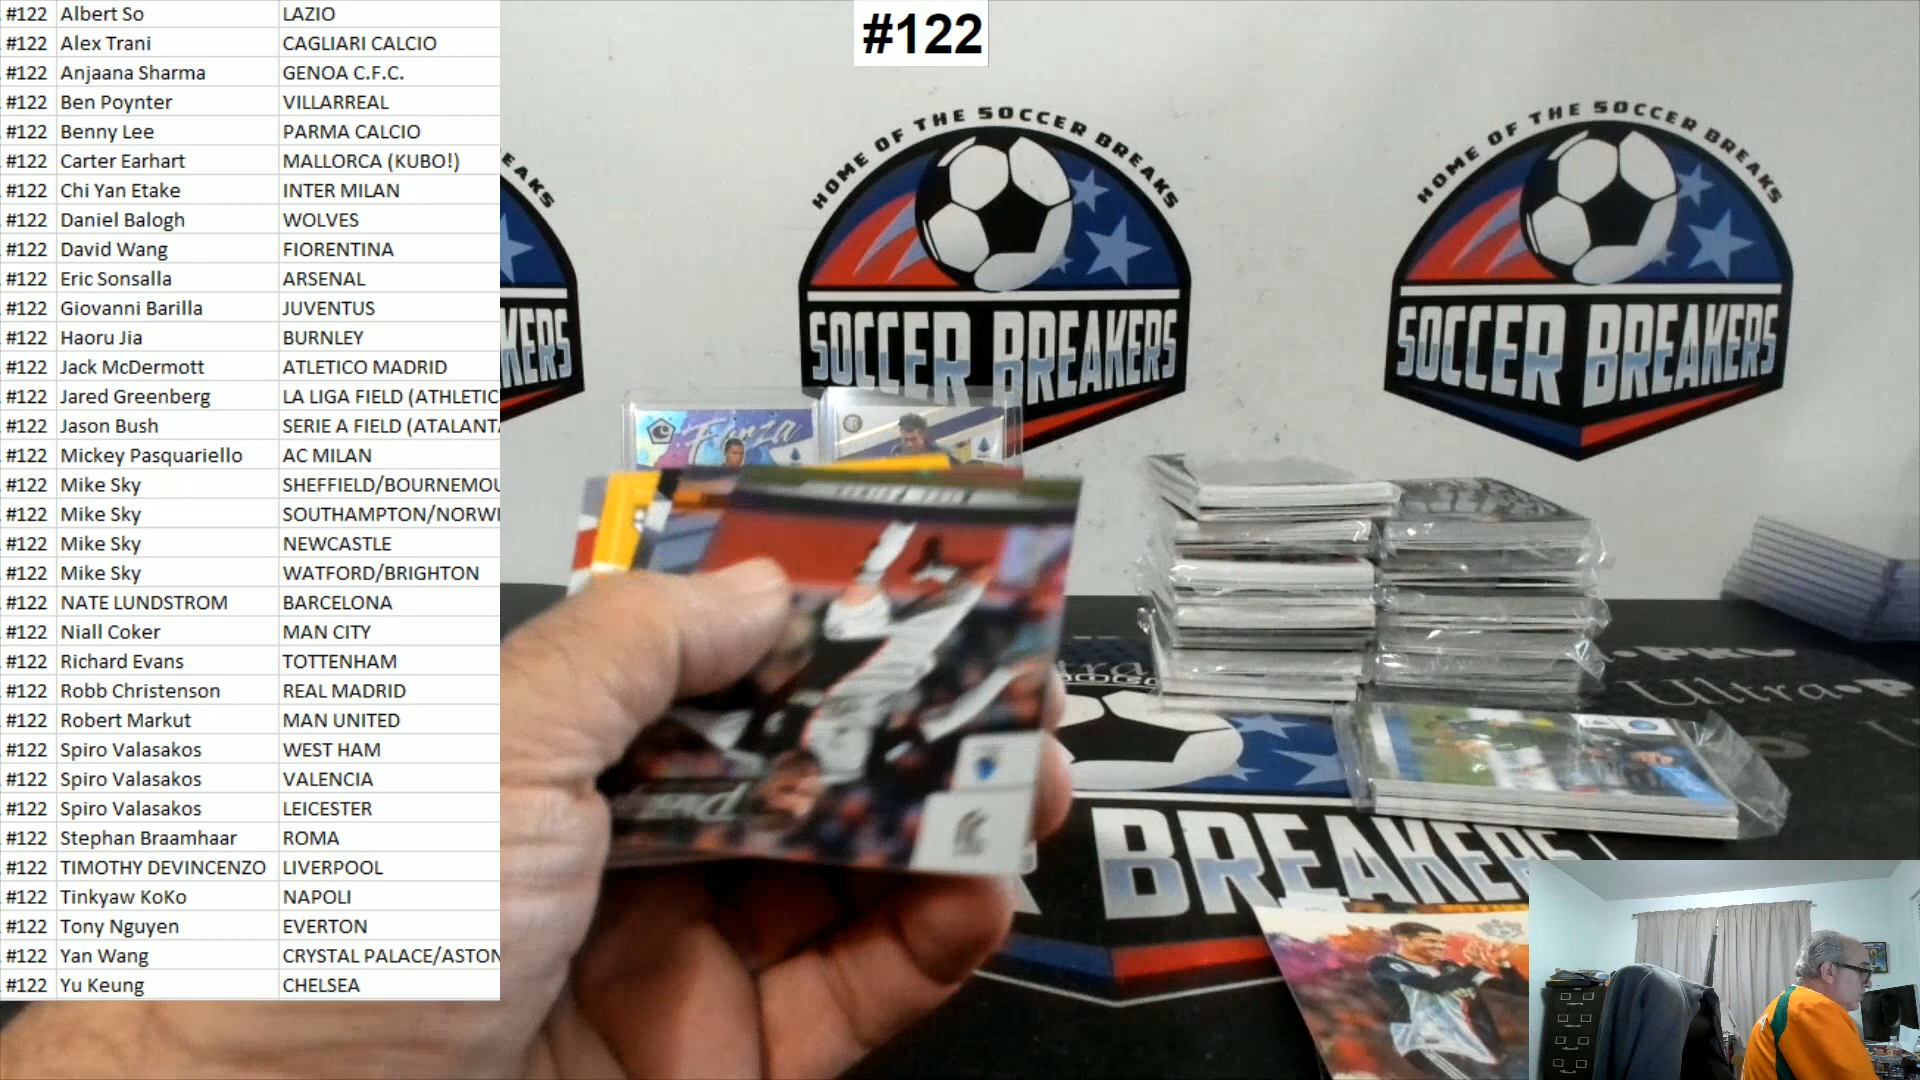 #122 Albert So LAZIO
#122 Alex Trani CAGLIARI CALCIO
#122 Anjaana Sharma GENOA C.F.C.
#122 Ben Poynter VILLARREAL
#122 Benny Lee PARMA CALCIO
#122 Carter Earhart MALLORCA (KUBO!)
#122 Chi Yan Etake INTER MILAN
#122 Daniel Balogh WOLVES
#122 David Wang FIORENTINA
#122 Eric Sonsalla ARSENAL
#122 Giovanni Barilla JUVENTUS
#122 Haoru Jia BURNLEY
#122 Jack McDermott ATLETICO MADRID
#122 Jared Greenberg LA LIGA FIELD (ATHLETIC
#122 Jason Bush SERIE A FIELD (ATALANTA
#122 Mickey Pasquariello AC MILAN
#122 Mike Sky SHEFFIELD/BOURNEMOU
#122 Mike Sky SOUTHAMPTON/NORWI
#122 Mike Sky NEWCASTLE
#122 Mike Sky WATFORD/BRIGHTON
#122 NATE LUNDSTROM BARCELONA
#122 Niall Coker MAN CITY
#122 Richard Evans TOTTENHAM
#122 Robb Christenson REAL MADRID
#122 Robert Markut MAN UNITED
#122 Spiro Valasakos WEST HAM
#122 Spiro Valasakos VALENCIA
#122 Spiro Valasakos LEICESTER
#122 Stephan Braamhaar ROMA
#122 TIMOTHY DEVINCENZO LIVERPOOL
#122 Tinkyaw KoKo NAPOLI
#122 Tony Nguyen EVERTON
#122 Yan Wang CRYSTAL PALACE/ASTON
#122 Yu Keung CHELSEA
#122
EAKS
KERS
HOME OF THE SOCCER BREAKS
SOCCER BREAKERS
HOME OF THE SOCCER BREAKS
SOCCER BREAKERS
Forza
Ultra PRO
BREAKERS